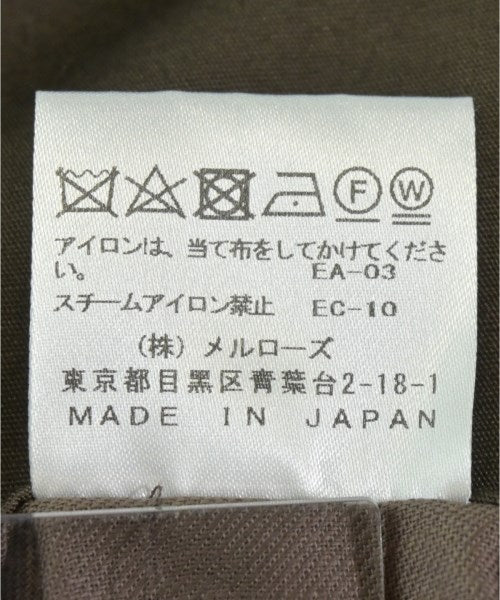 F W
アイロンは、当て布をしてかけてくださ
い。 EA-03
スチームアイロン禁止 EC-10
(株) メルローズ
東京都目黒区青葉台2-18-1
MADE IN JAPAN